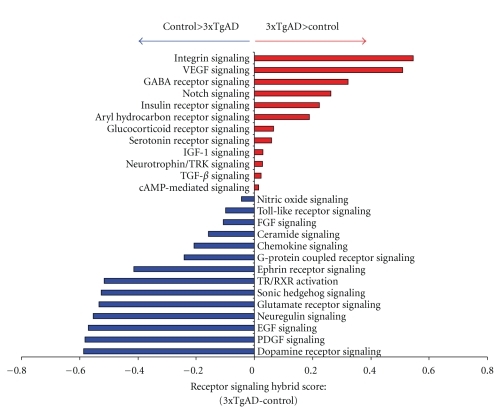 Control>3xTgAD 3xTgAD>control
Integrin signaling
VEGF signaling
GABA receptor signaling
Notch signaling
Insulin receptor signaling
Aryl hydrocarbon receptor signaling
Glucocorticoid receptor signaling
Serotonin receptor signaling
IGF-1 signaling
Neurotrophin/TRK signaling
TGF-β signaling
cAMP-mediated signaling
Nitric oxide signaling
Toll-like receptor signaling
FGF signaling
Ceramide signaling
Chemokine signaling
G-protein coupled receptor signaling
Ephrin receptor signaling
TR/RXR activation
Sonic hedgehog signaling
Glutamate receptor signaling
Neuregulin signaling
EGF signaling
PDGF signaling
Dopamine receptor signaling
−0.8 −0.6 −0.4 −0.2 0 0.2 0.4 0.6 0.8
Receptor signaling hybrid score:
(3xTgAD-control)